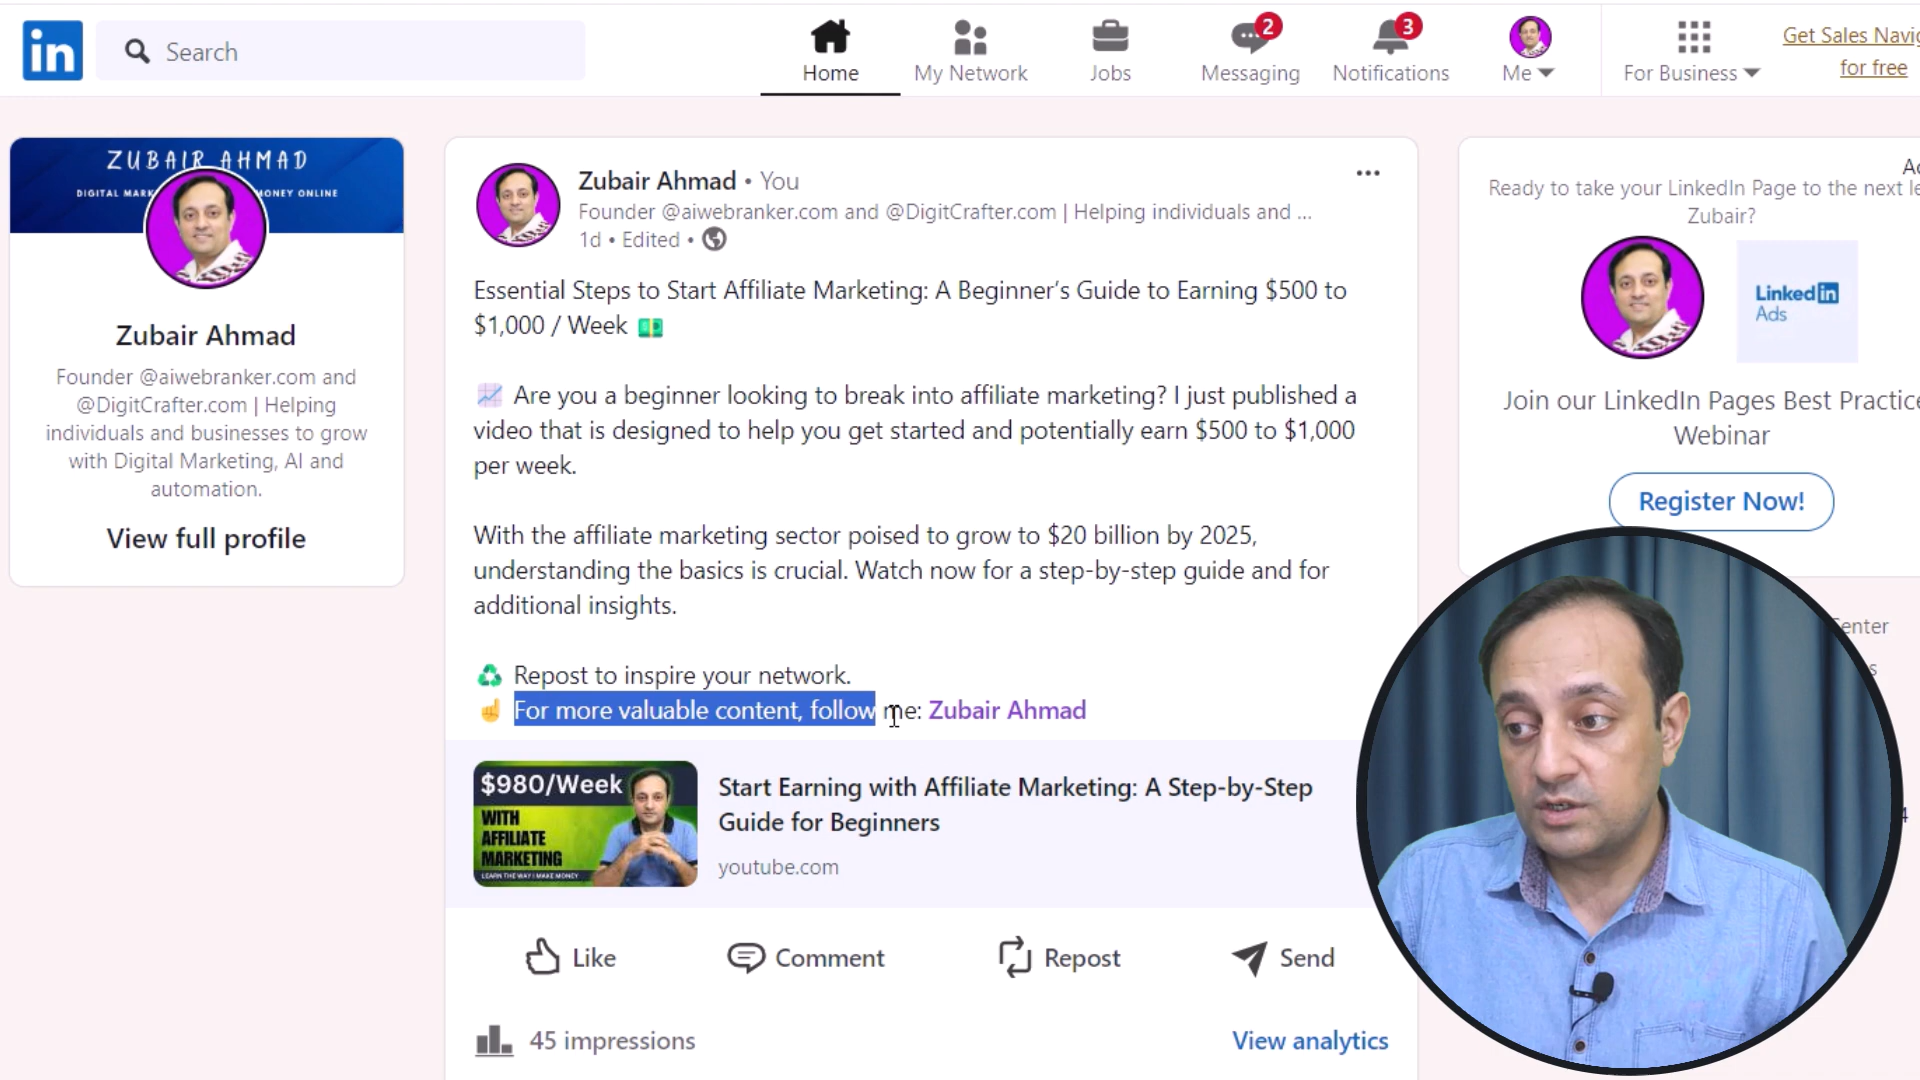 in
Search
Home
My Network
Jobs
2
Messaging
3
Notifications
Me
For Business
Get Sales
for free
ZUBAIR AHMAD
Zubair Ahmad
Founder @aiwebranker.com and
@DigitCrafter.com | Helping
individuals and businesses to grow
with Digital Marketing, AI and
automation.
View full profile
Zubair Ahmad • You
Founder @aiwebranker.com and @DigitCrafter.com | Helping individuals and ...
1d • Edited •
Essential Steps to Start Affiliate Marketing: A Beginner’s Guide to Earning $500 to
$1,000 / Week
Are you a beginner looking to break into affiliate marketing? I just published a
video that is designed to help you get started and potentially earn $500 to $1,000
per week.
With the affiliate marketing sector poised to grow to $20 billion by 2025,
understanding the basics is crucial. Watch now for a step-by-step guide and for
additional insights.
Repost to inspire your network.
For more valuable content, follow me: Zubair Ahmad
$980/Week
WITH
AFFILIATE
MARKETING
LEARN THE WAY I MAKE MONEY
Start Earning with Affiliate Marketing: A Step-by-Step
Guide for Beginners
youtube.com
Like
Comment
Repost
Send
45 impressions
View analytics
Ready to take your LinkedIn Page to the next
Zubair?
Linked in
Ads
Join our LinkedIn Pages Best
Webinar
Register Now!